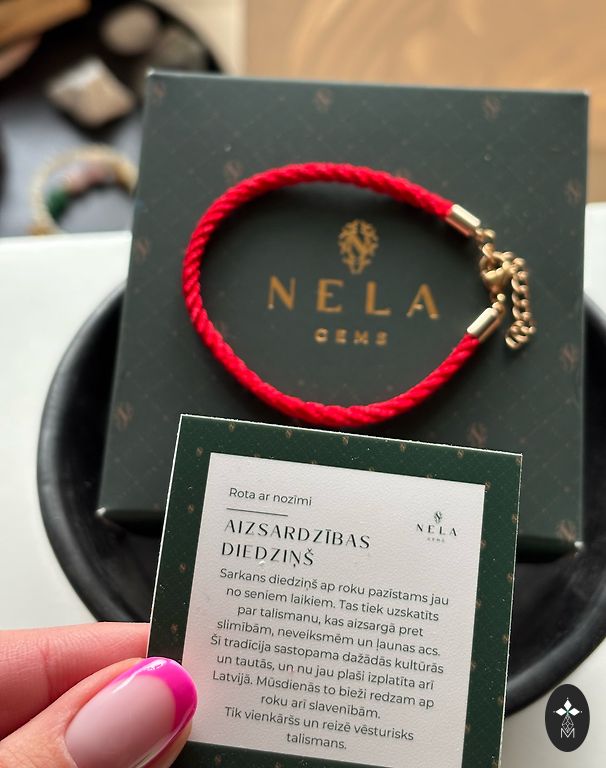 NELA
GEMS
Rota ar nozīmi
NELA
AIZSARDZĪBAS
DIEDZIŅŠ
Sarkans diedziņš ap roku pazīstams jau
no seniem laikiem. Tas tiek uzskatīts
par talismanu, kas aizsargā pret
slimībām, neveiksmēm un ļaunas acs.
Šī tradīcija sastopama dažādās kultūrās
un tautās, un nu jau plaši izplatīta arī
Latvijā. Mūsdienās to bieži redzam ap
roku arī slavenībām.
Tik vienkāršs un reizē vēsturisks
talismans.